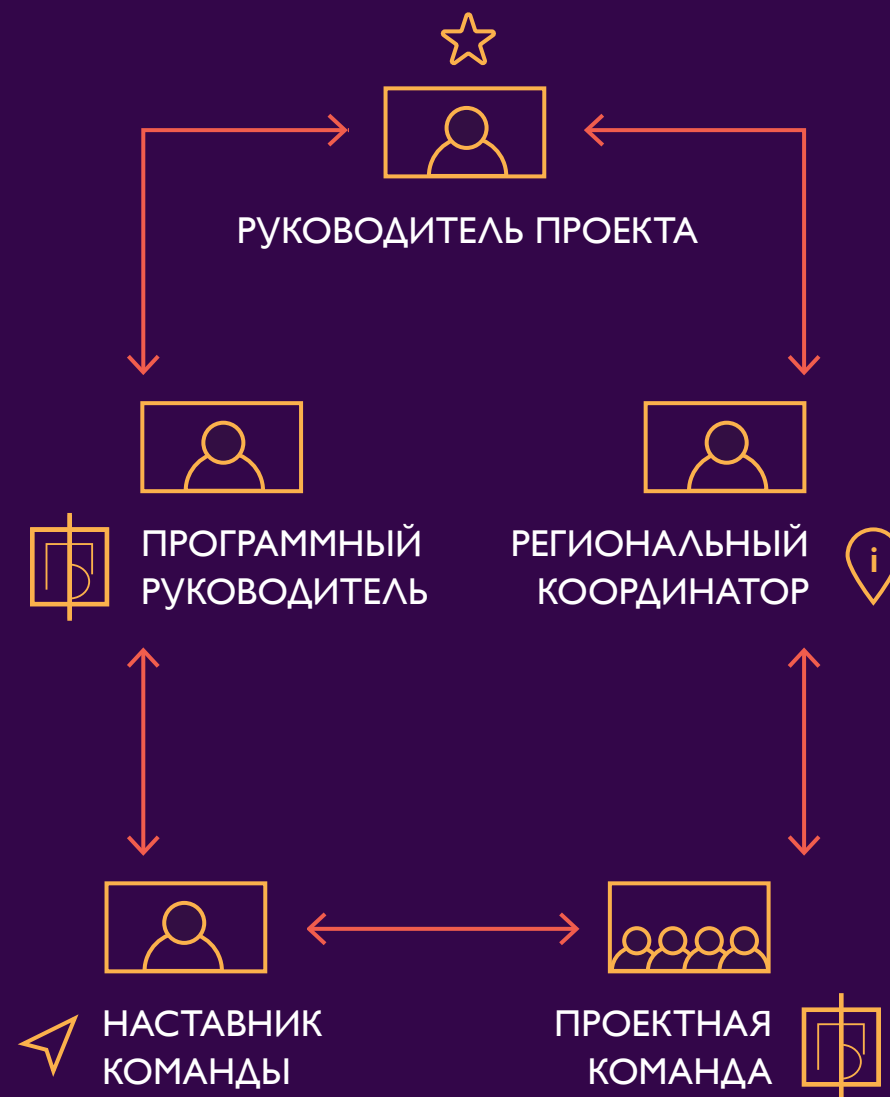 РУКОВОДИТЕЛЬ ПРОЕКТА
ПРОГРАММНЫЙ
РУКОВОДИТЕЛЬ
РЕГИОНАЛЬНЫЙ
КООРДИНАТОР
i
НАСТАВНИК
КОМАНДЫ
ПРОЕКТНАЯ
КОМАНДА